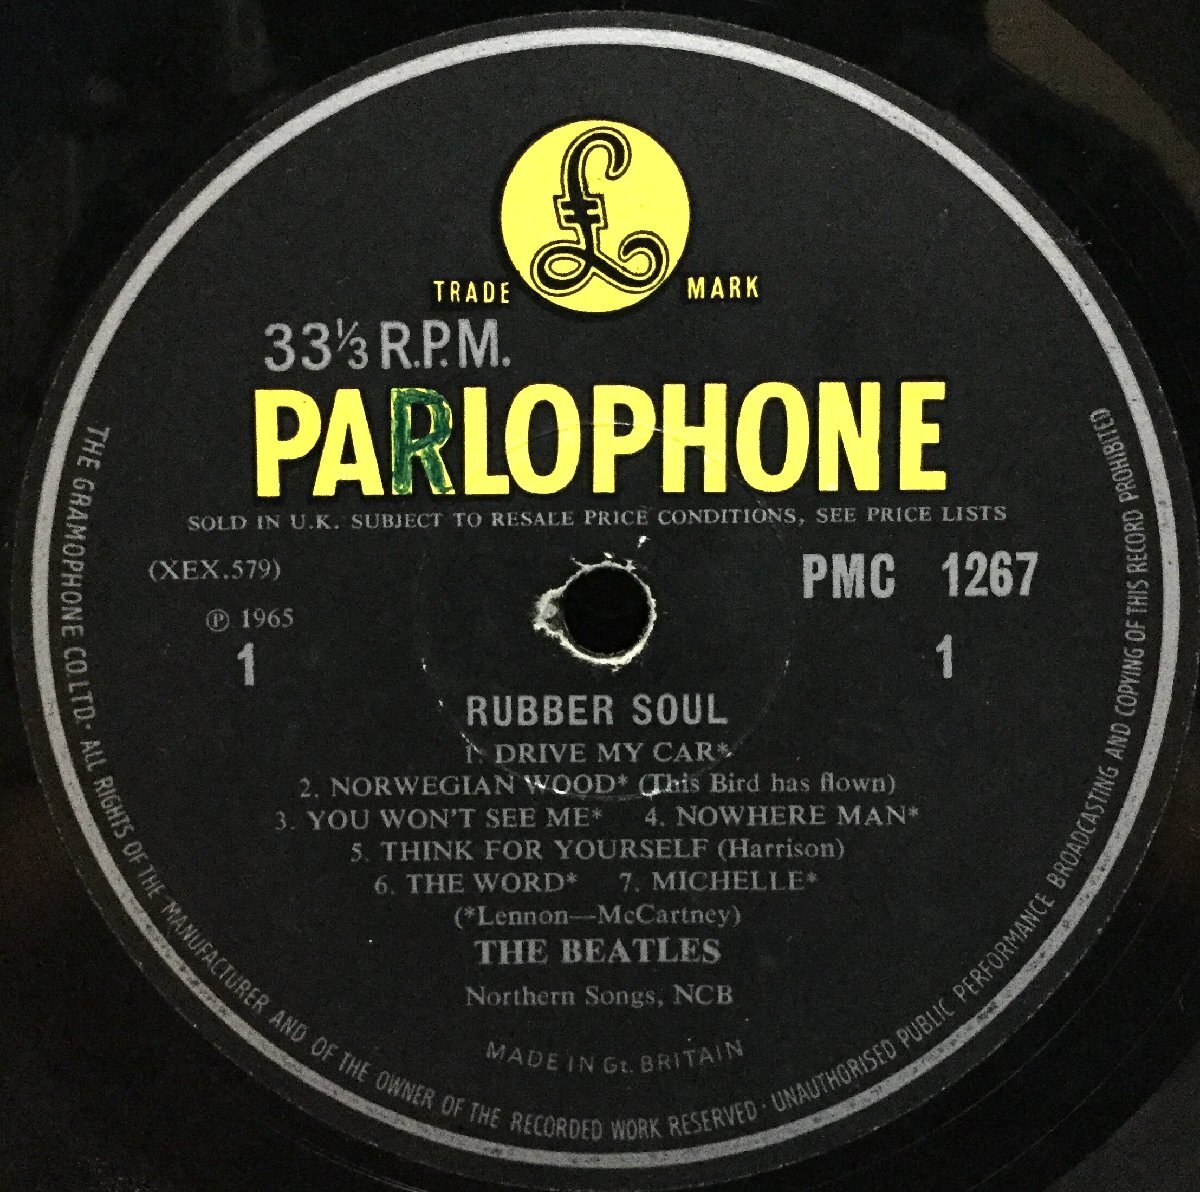 £
TRADE MARK
33⅓ R.P.M.
PARLOPHONE
SOLD IN U.K. SUBJECT TO RESALE PRICE CONDITIONS, SEE PRICE LISTS
(XEX.579)
PMC 1267
℗ 1965
1
1
RUBBER SOUL
1. DRIVE MY CAR*
2. NORWEGIAN WOOD* (This Bird has flown)
3. YOU WON'T SEE ME* 4. NOWHERE MAN*
5. THINK FOR YOURSELF (Harrison)
6. THE WORD* 7. MICHELLE*
(*Lennon—McCartney)
THE BEATLES
Northern Songs, NCB
MADE IN Gt. BRITAIN
THE GRAMOPHONE CO LTD · ALL RIGHTS OF THE MANUFACTURER AND OF THE OWNER OF THE RECORDED WORK RESERVED · UNAUTHORISED PUBLIC PERFORMANCE BROADCASTING AND COPYING OF THIS RECORD PROHIBITED